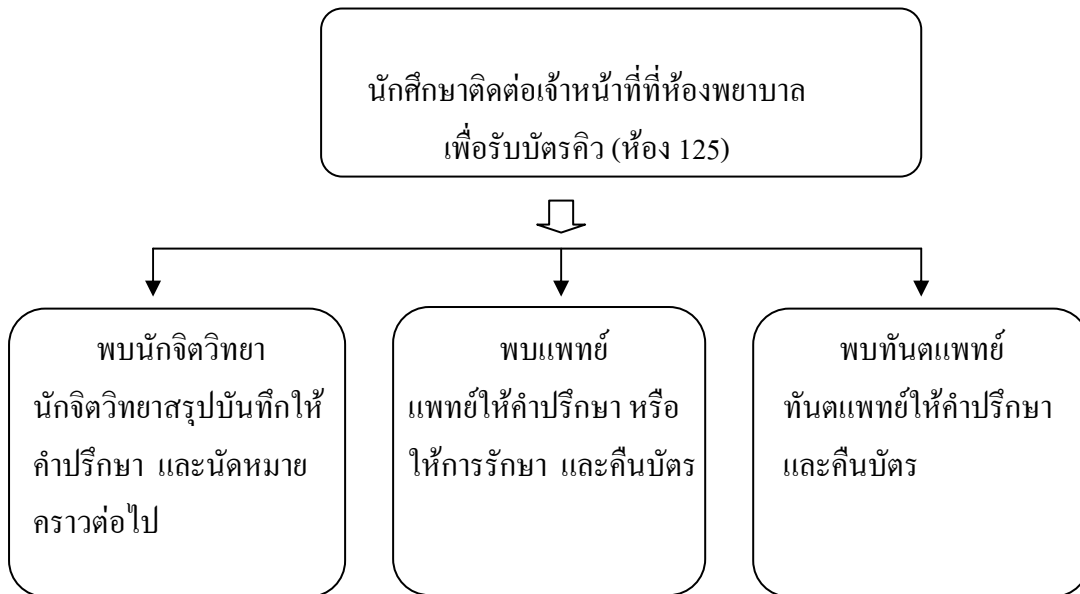 นักศึกษาติดต่อเจ้าหน้าที่ที่ห้องพยาบาล
เพื่อรับบัตรคิว (ห้อง 125)
พบนักจิตวิทยา
นักจิตวิทยาสรุปบันทึกให้
คำปรึกษา และนัดหมาย
คราวต่อไป
พบแพทย์
แพทย์ให้คำปรึกษา หรือ
ให้การรักษา และคืนบัตร
พบทันตแพทย์
ทันตแพทย์ให้คำปรึกษา
และคืนบัตร